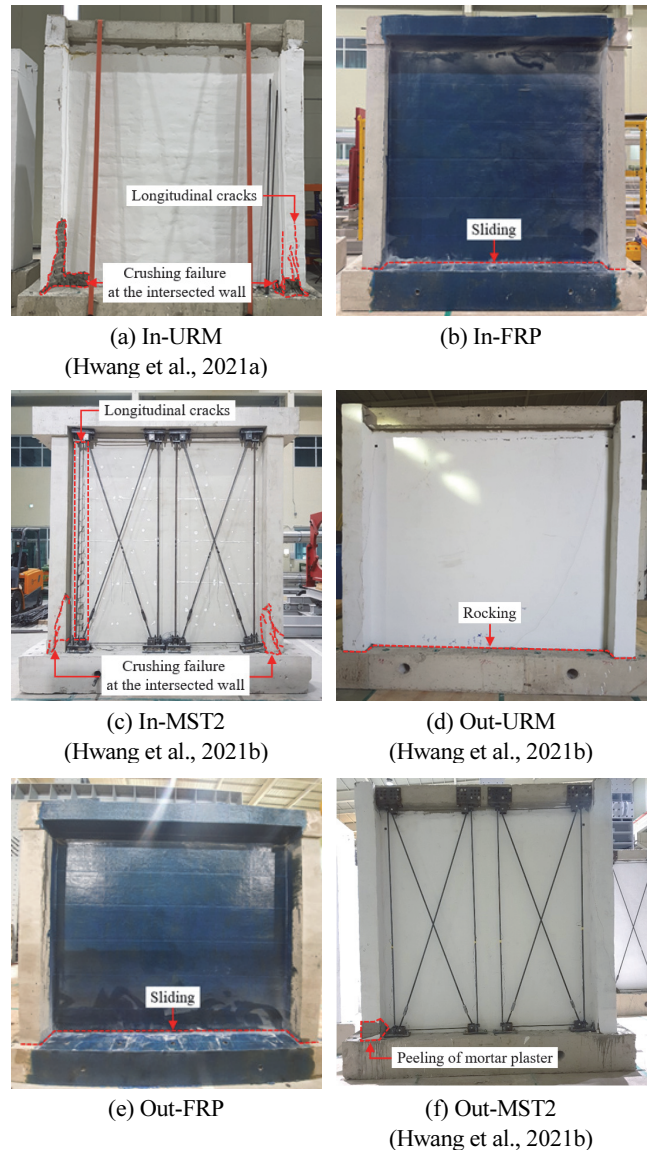 Longitudinal cracks
Crushing failure
at the intersected wall
Sliding
(a) In-URM
(Hwang et al., 2021a)
(b) In-FRP
Longitudinal cracks
Crushing failure
at the intersected wall
Rocking
(c) In-MST2
(Hwang et al., 2021b)
(d) Out-URM
(Hwang et al., 2021b)
Sliding
Peeling of mortar plaster
(e) Out-FRP
(f) Out-MST2
(Hwang et al., 2021b)